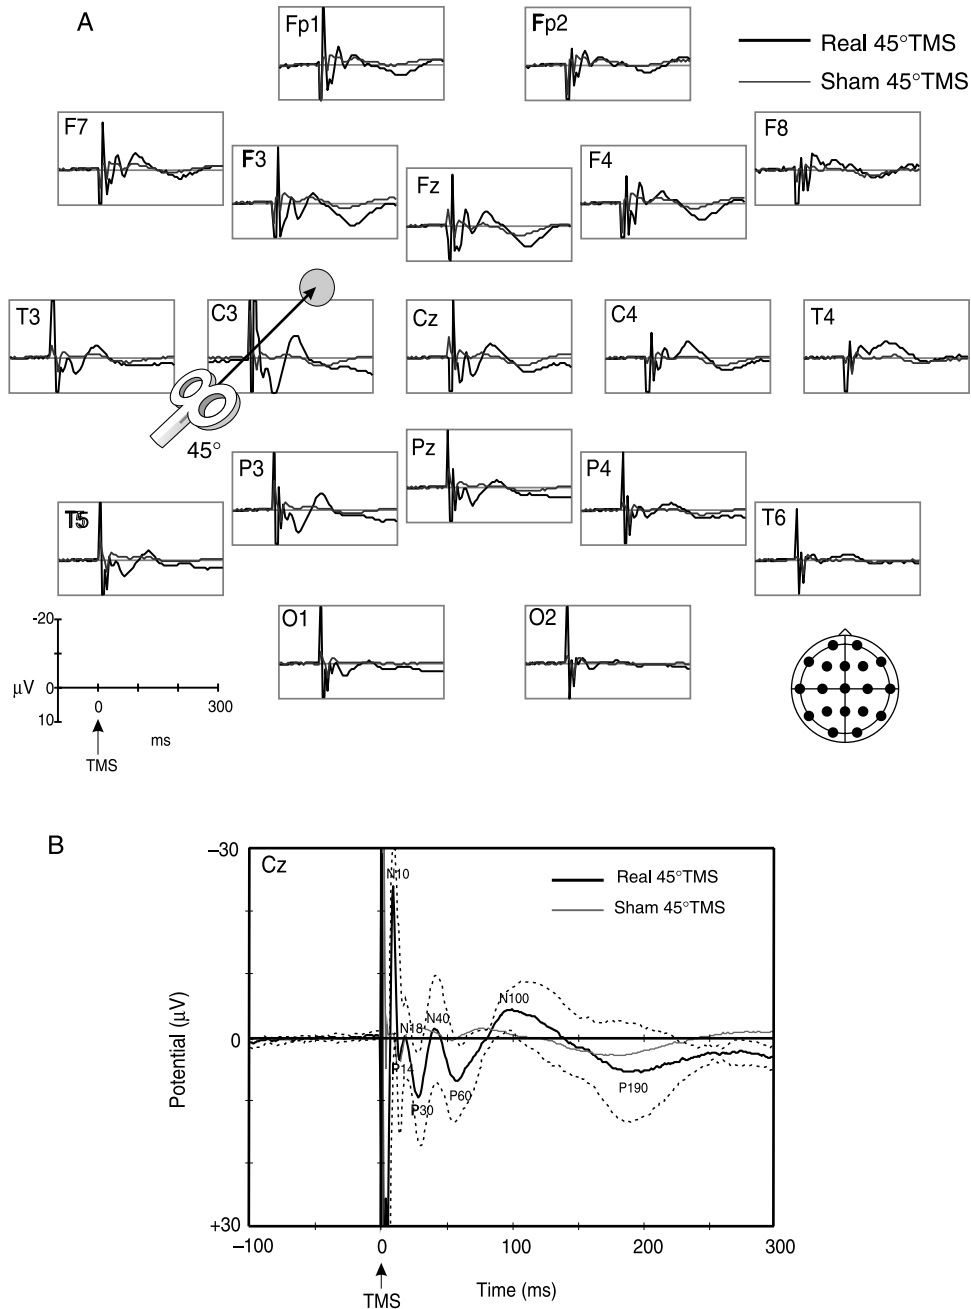 A
Fp1
Fp2
Real 45°TMS
Sham 45°TMS
F7
F3
Fz
F4
F8
T3
C3
Cz
C4
T4
45°
T5
P3
Pz
P4
T6
O1
O2
-20
μV 0
10
0 300
ms
TMS
B
–30
Cz
Real 45°TMS
Sham 45°TMS
N10
N18
N40
N100
P14
P30
P60
P190
Potential (μV)
0
+30
–100 0 100 200 300
Time (ms)
TMS